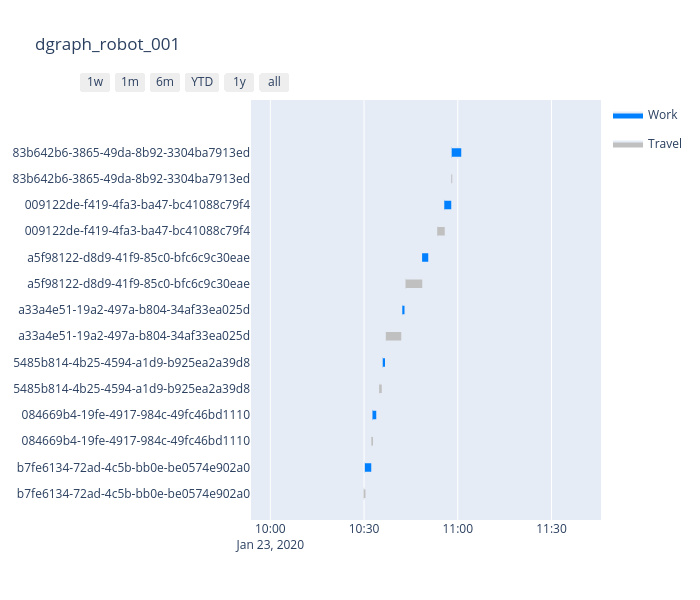 dgraph_robot_001
1w 1m 6m YTD 1y all
Work
Travel
83b642b6-3865-49da-8b92-3304ba7913ed
83b642b6-3865-49da-8b92-3304ba7913ed
009122de-f419-4fa3-ba47-bc41088c79f4
009122de-f419-4fa3-ba47-bc41088c79f4
a5f98122-d8d9-41f9-85c0-bfc6c9c30eae
a5f98122-d8d9-41f9-85c0-bfc6c9c30eae
a33a4e51-19a2-497a-b804-34af33ea025d
a33a4e51-19a2-497a-b804-34af33ea025d
5485b814-4b25-4594-a1d9-b925ea2a39d8
5485b814-4b25-4594-a1d9-b925ea2a39d8
084669b4-19fe-4917-984c-49fc46bd1110
084669b4-19fe-4917-984c-49fc46bd1110
b7fe6134-72ad-4c5b-bb0e-be0574e902a0
b7fe6134-72ad-4c5b-bb0e-be0574e902a0
10:00 10:30 11:00 11:30
Jan 23, 2020